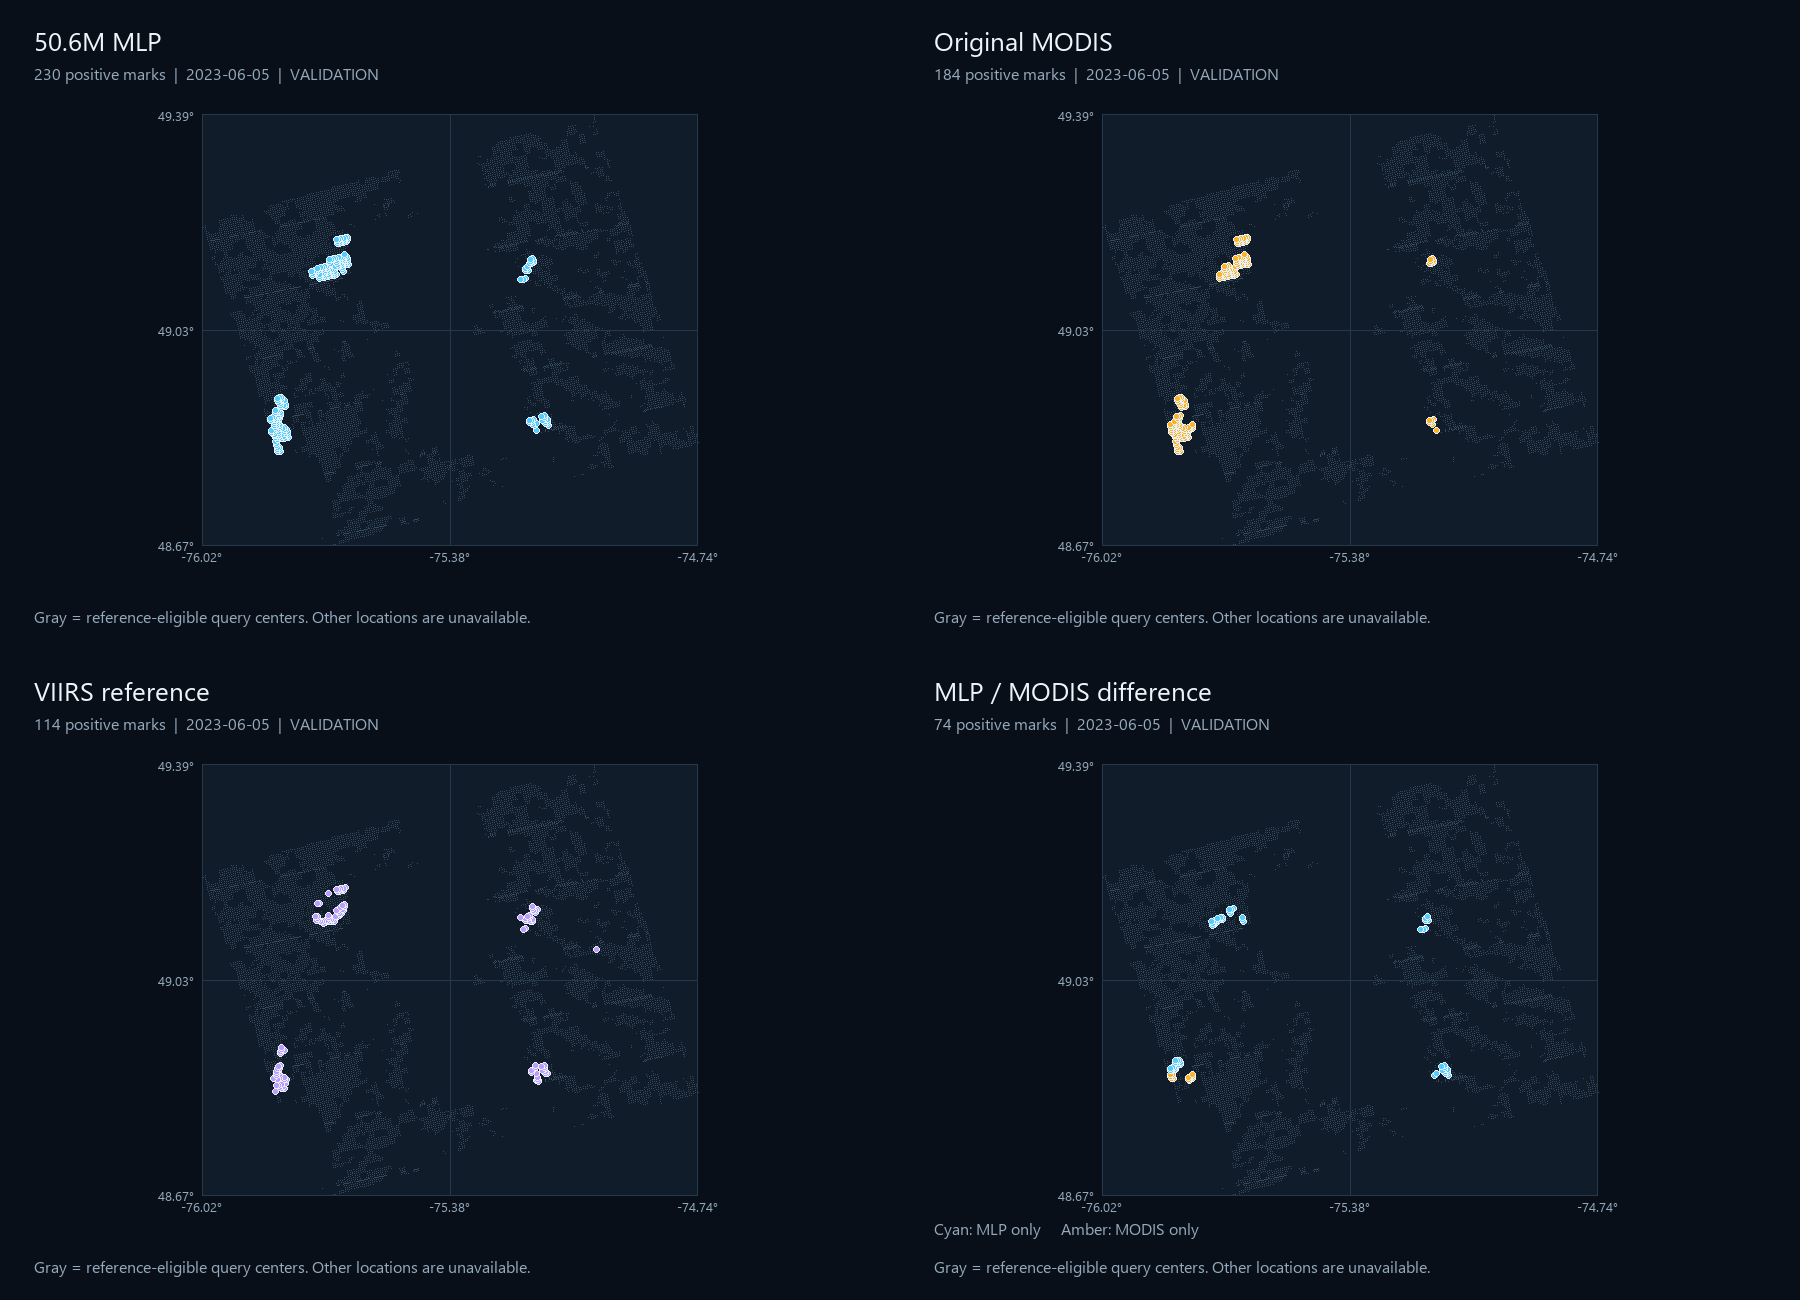 50.6M MLP
230 positive marks | 2023-06-05 | VALIDATION
49.39°
49.03°
48.67°
-76.02°
-75.38°
-74.74°
Gray = reference-eligible query centers. Other locations are unavailable.
Original MODIS
184 positive marks | 2023-06-05 | VALIDATION
49.39°
49.03°
48.67°
-76.02°
-75.38°
-74.74°
Gray = reference-eligible query centers. Other locations are unavailable.
VIIRS reference
114 positive marks | 2023-06-05 | VALIDATION
49.39°
49.03°
48.67°
-76.02°
-75.38°
-74.74°
Gray = reference-eligible query centers. Other locations are unavailable.
MLP / MODIS difference
74 positive marks | 2023-06-05 | VALIDATION
49.39°
49.03°
48.67°
-76.02°
-75.38°
-74.74°
Cyan: MLP only Amber: MODIS only
Gray = reference-eligible query centers. Other locations are unavailable.